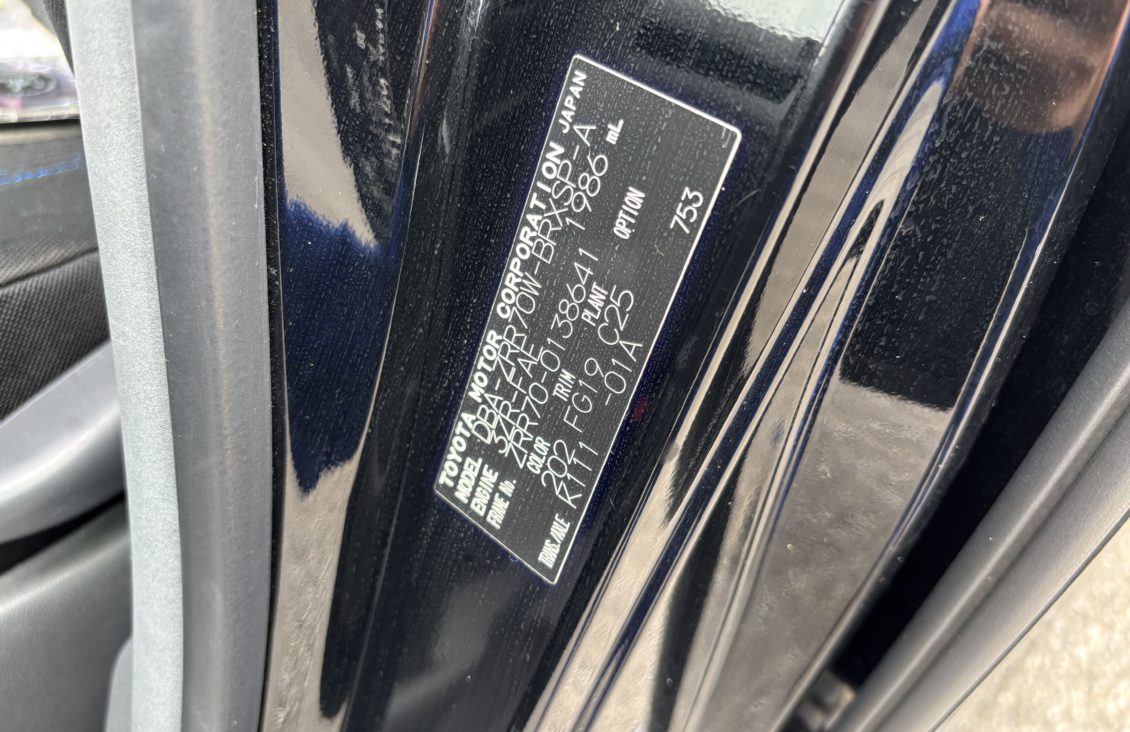 TOYOTA MOTOR CORPORATION JAPAN
MODEL DBA-ZRR70W-BRXSP-A
ENGINE 3ZR-FAE 1986 mL
FRAME No. ZRR70-0138641
COLOR TRIM PLANT OPTION
202 FG19 C25
TRANS./AXLE K111 -01A 753